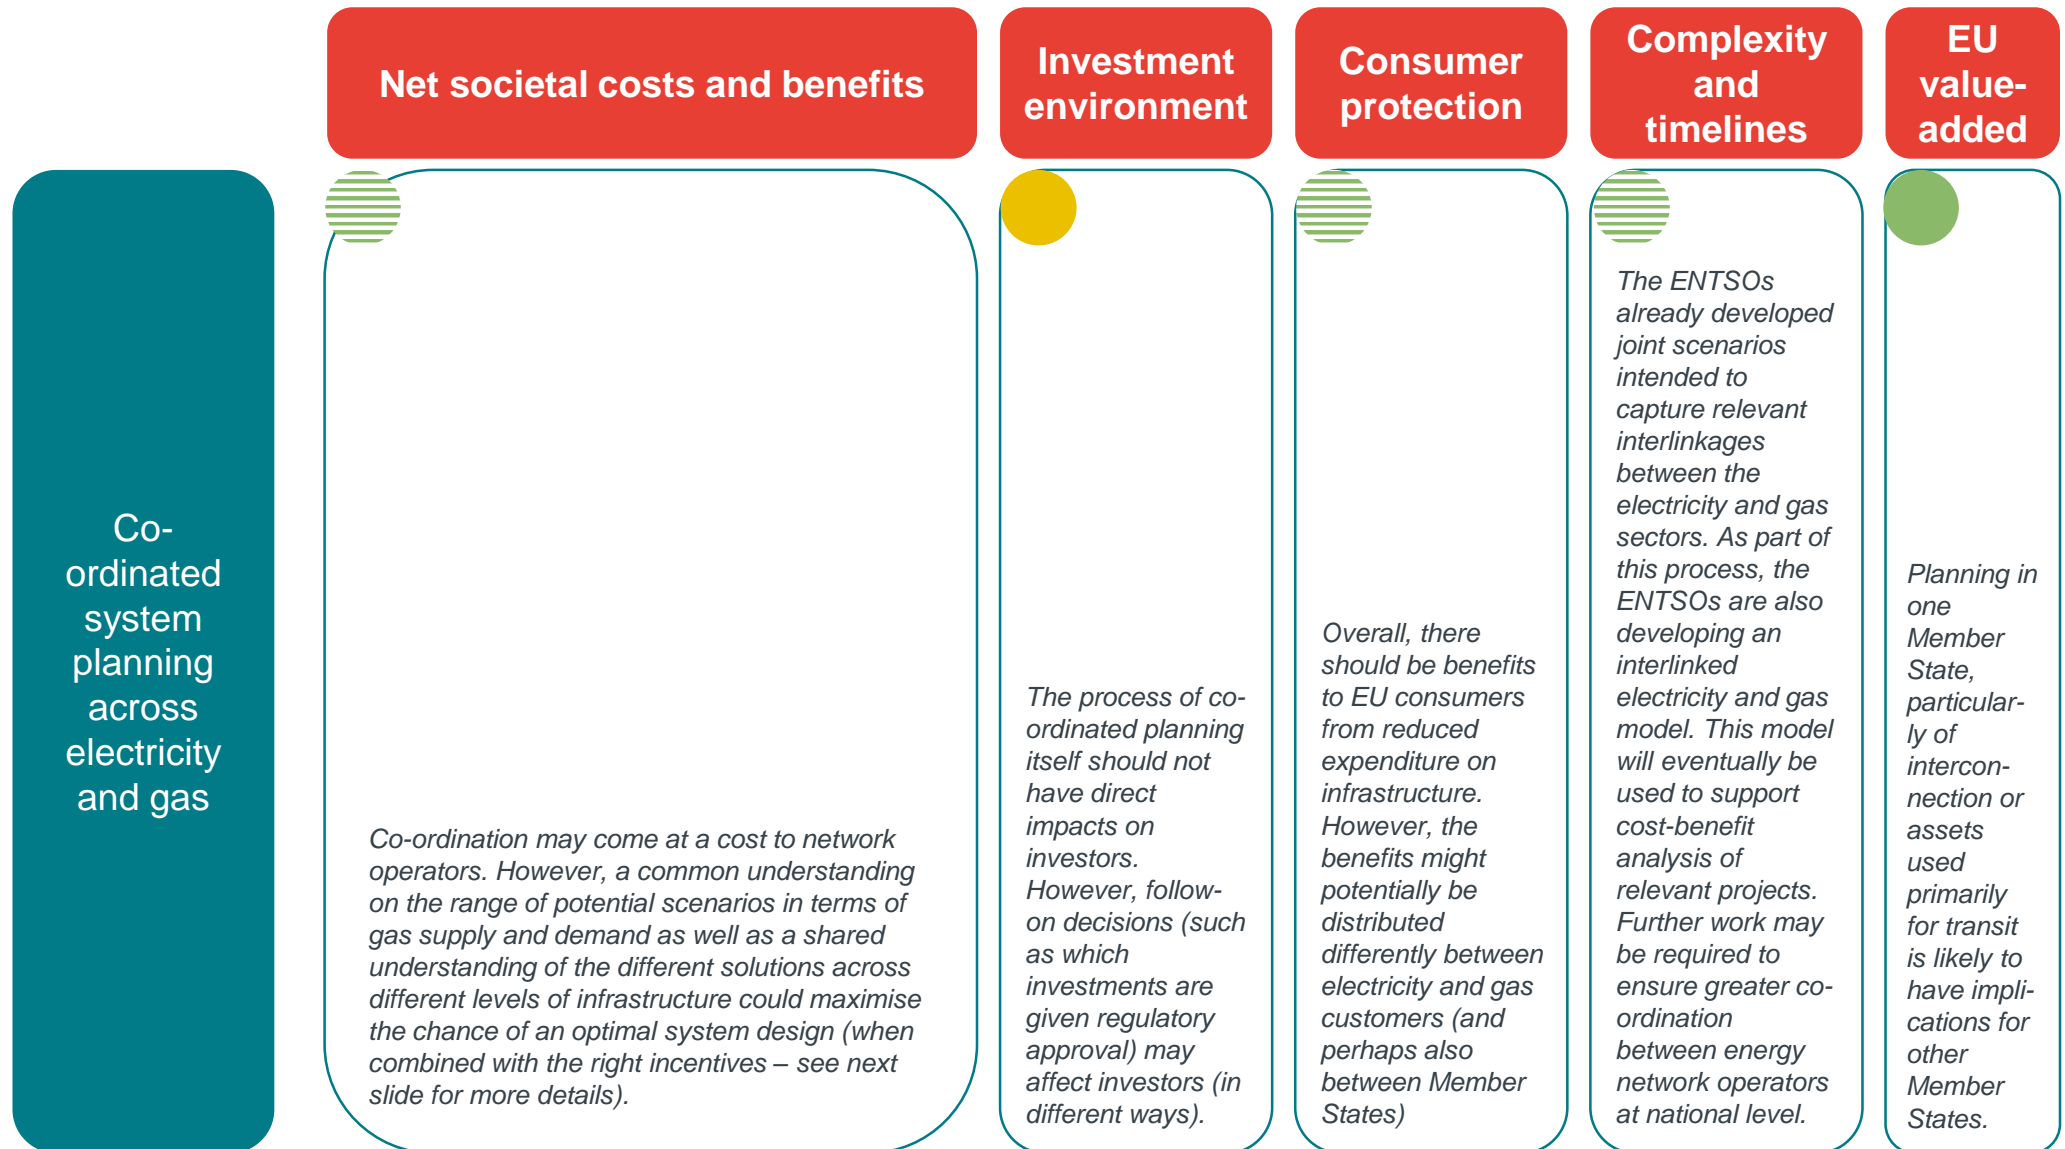 Net societal costs and benefits
Investment
environment
Consumer
protection
Complexity
and
timelines
EU
value-
added
Co-
ordinated
system
planning
across
electricity
and gas
Co-ordination may come at a cost to network
operators. However, a common understanding
on the range of potential scenarios in terms of
gas supply and demand as well as a shared
understanding of the different solutions across
different levels of infrastructure could maximise
the chance of an optimal system design (when
combined with the right incentives – see next
slide for more details).
The process of co-
ordinated planning
itself should not
have direct
impacts on
investors.
However, follow-
on decisions (such
as which
investments are
given regulatory
approval) may
affect investors (in
different ways).
Overall, there
should be benefits
to EU consumers
from reduced
expenditure on
infrastructure.
However, the
benefits might
potentially be
distributed
differently between
electricity and gas
customers (and
perhaps also
between Member
States)
The ENTSOs
already developed
joint scenarios
intended to
capture relevant
interlinkages
between the
electricity and gas
sectors. As part of
this process, the
ENTSOs are also
developing an
interlinked
electricity and gas
model. This model
will eventually be
used to support
cost-benefit
analysis of
relevant projects.
Further work may
be required to
ensure greater co-
ordination
between energy
network operators
at national level.
Planning in
one
Member
State,
particular-
ly of
intercon-
nection or
assets
used
primarily
for transit
is likely to
have impli-
cations for
other
Member
States.